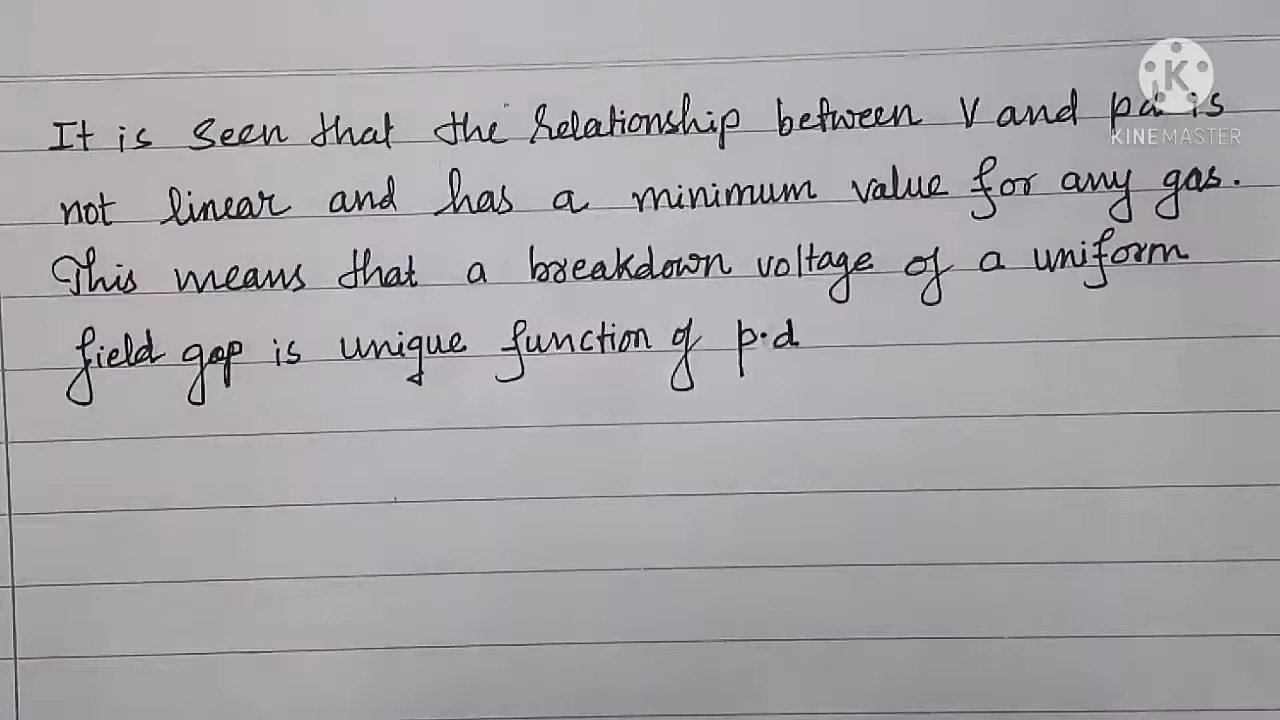 It is seen that the relationship between V and pd is
KINEMASTER
not linear and has a minimum value for any gas.
This means that a breakdown voltage of a uniform
field gap is unique function of p.d